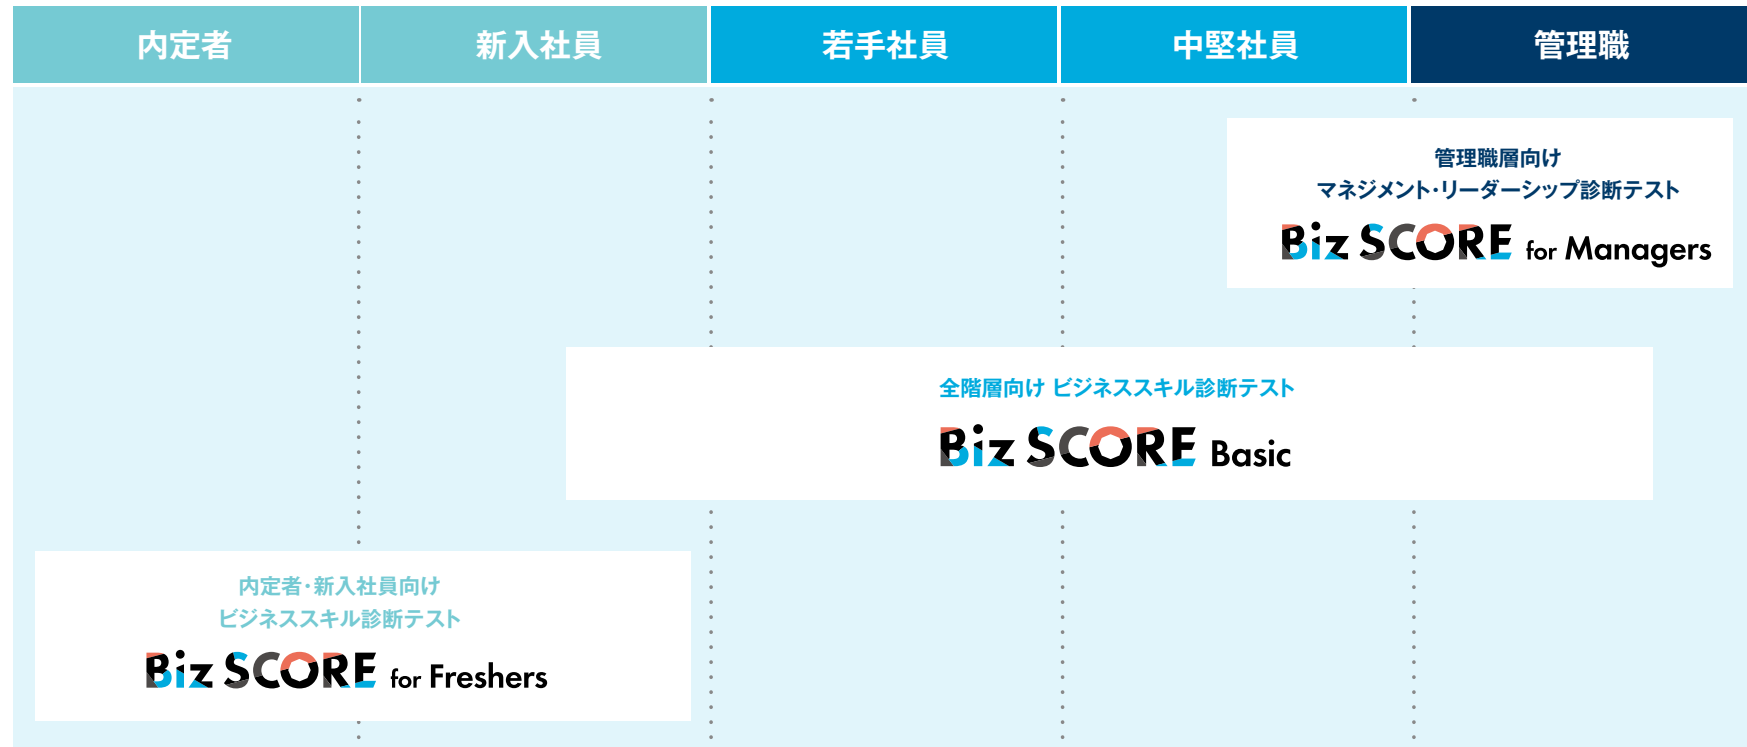 内定者
新入社員
若手社員
中堅社員
管理職
管理職層向け
マネジメント･リーダーシップ診断テスト
Biz SCORE for Managers
全階層向け ビジネススキル診断テスト
Biz SCORE Basic
内定者･新入社員向け
ビジネススキル診断テスト
Biz SCORE for Freshers